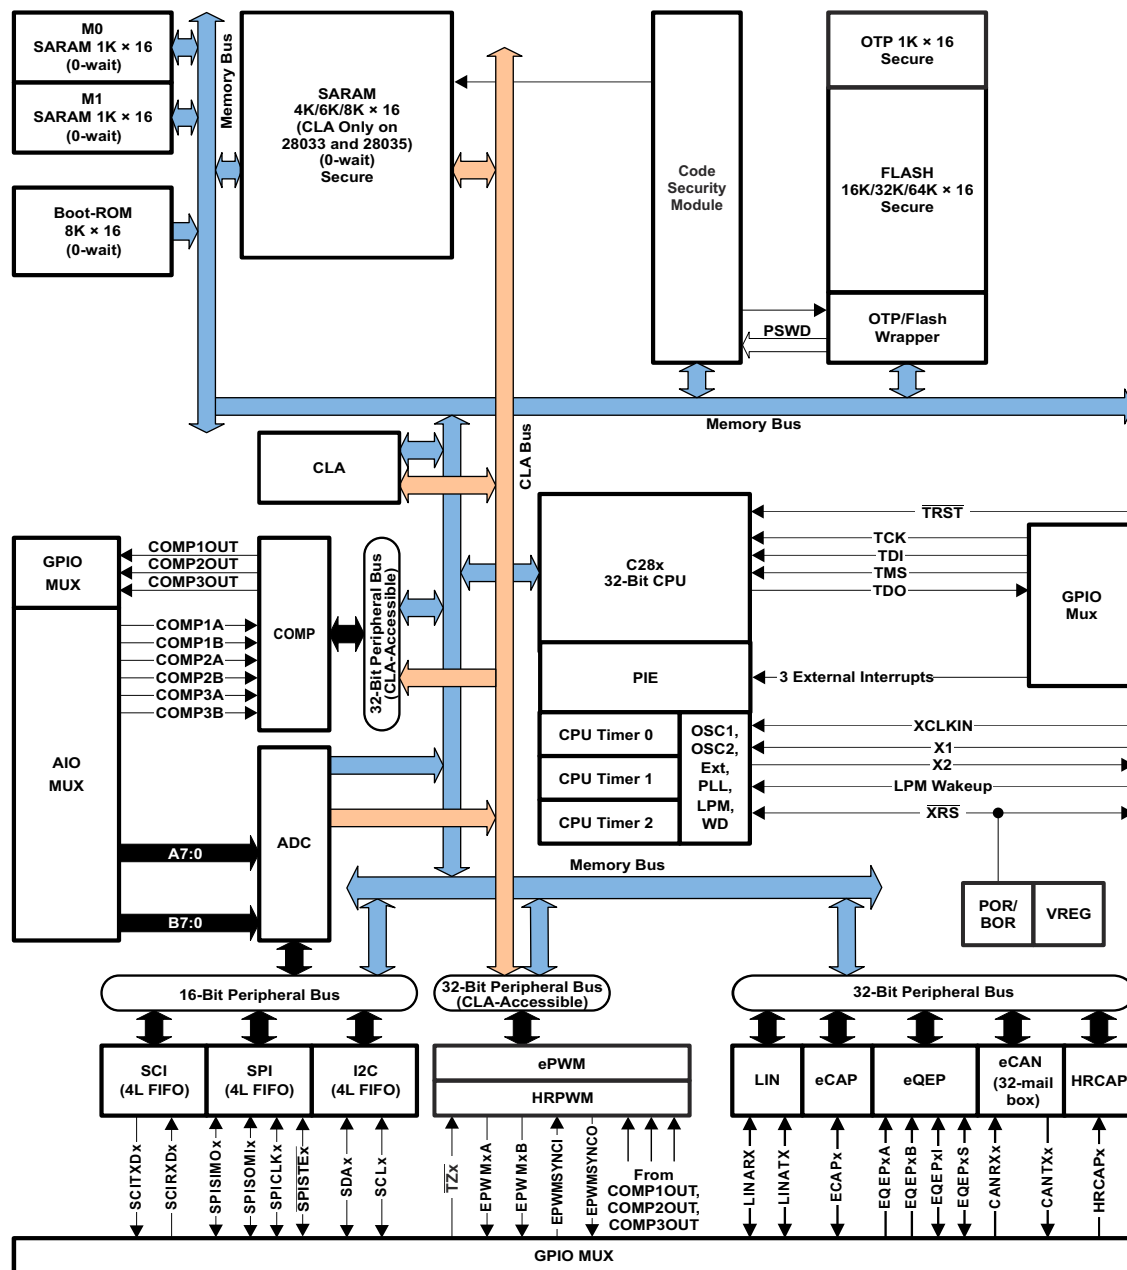 M0
SARAM 1K × 16
(0-wait)
M1
SARAM 1K × 16
(0-wait)
Boot-ROM
8K × 16
(0-wait)
Memory Bus
SARAM
4K/6K/8K × 16
(CLA Only on
28033 and 28035)
(0-wait)
Secure
Code
Security
Module
OTP 1K × 16
Secure
FLASH
16K/32K/64K × 16
Secure
OTP/Flash
Wrapper
PSWD
Memory Bus
CLA Bus
CLA
GPIO
MUX
COMP1OUT
COMP2OUT
COMP3OUT
COMP1A
COMP1B
COMP2A
COMP2B
COMP3A
COMP3B
COMP
32-Bit Peripheral Bus
(CLA-Accessible)
AIO
MUX
A7:0
B7:0
ADC
C28x
32-Bit CPU
PIE
CPU Timer 0
CPU Timer 1
CPU Timer 2
OSC1,
OSC2,
Ext,
PLL,
LPM,
WD
TRST
TCK
TDI
TMS
TDO
GPIO
Mux
3 External Interrupts
XCLKIN
X1
X2
LPM Wakeup
XRS
POR/
BOR
VREG
Memory Bus
16-Bit Peripheral Bus
32-Bit Peripheral Bus
(CLA-Accessible)
32-Bit Peripheral Bus
SCI
(4L FIFO)
SPI
(4L FIFO)
I2C
(4L FIFO)
ePWM
HRPWM
LIN
eCAP
eQEP
eCAN
(32-mail
box)
HRCAP
SCITXDx
SCIRXDx
SPISIMOx
SPISOMIx
SPICLKx
SPISTEx
SDAx
SCLx
TZx
EPWMxA
EPWMxB
EPWMSYNCI
EPWMSYNCO
From
COMP1OUT,
COMP2OUT,
COMP3OUT
LINARX
LINATX
ECAPx
EQEPxA
EQEPxB
EQEPxI
EQEPxS
CANRXx
CANTXx
HRCAPx
GPIO MUX